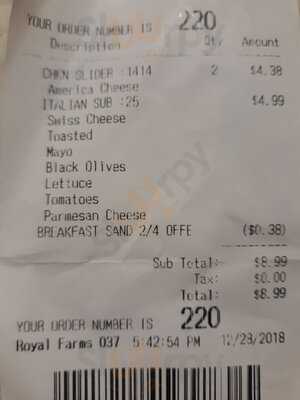 YOUR ORDER NUMBER IS 220
Description Qty Amount
CHKN SLIDER :1414 2 $4.38
America Cheese
ITALIAN SUB :25 $4.99
Swiss Cheese
Toasted
Mayo
Black Olives
Lettuce
Tomatoes
Parmesan Cheese
BREAKFAST SAND 2/4 OFFE ($0.38)
Sub Total: $8.99
Tax: $0.00
Total: $8.99
YOUR ORDER NUMBER IS 220
Royal Farms 037 5:42:54 PM 12/28/2018